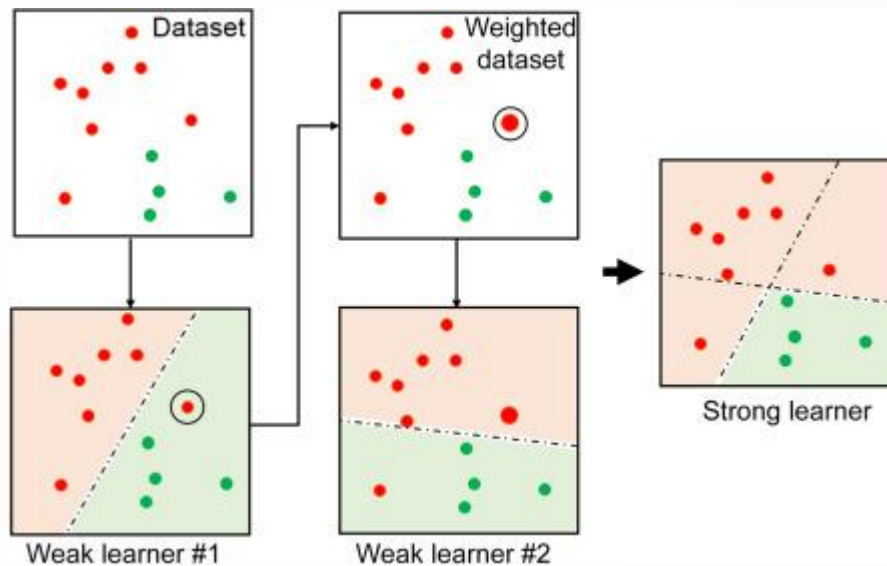 Dataset
Weighted
dataset
Weak learner #1
Weak learner #2
Strong learner